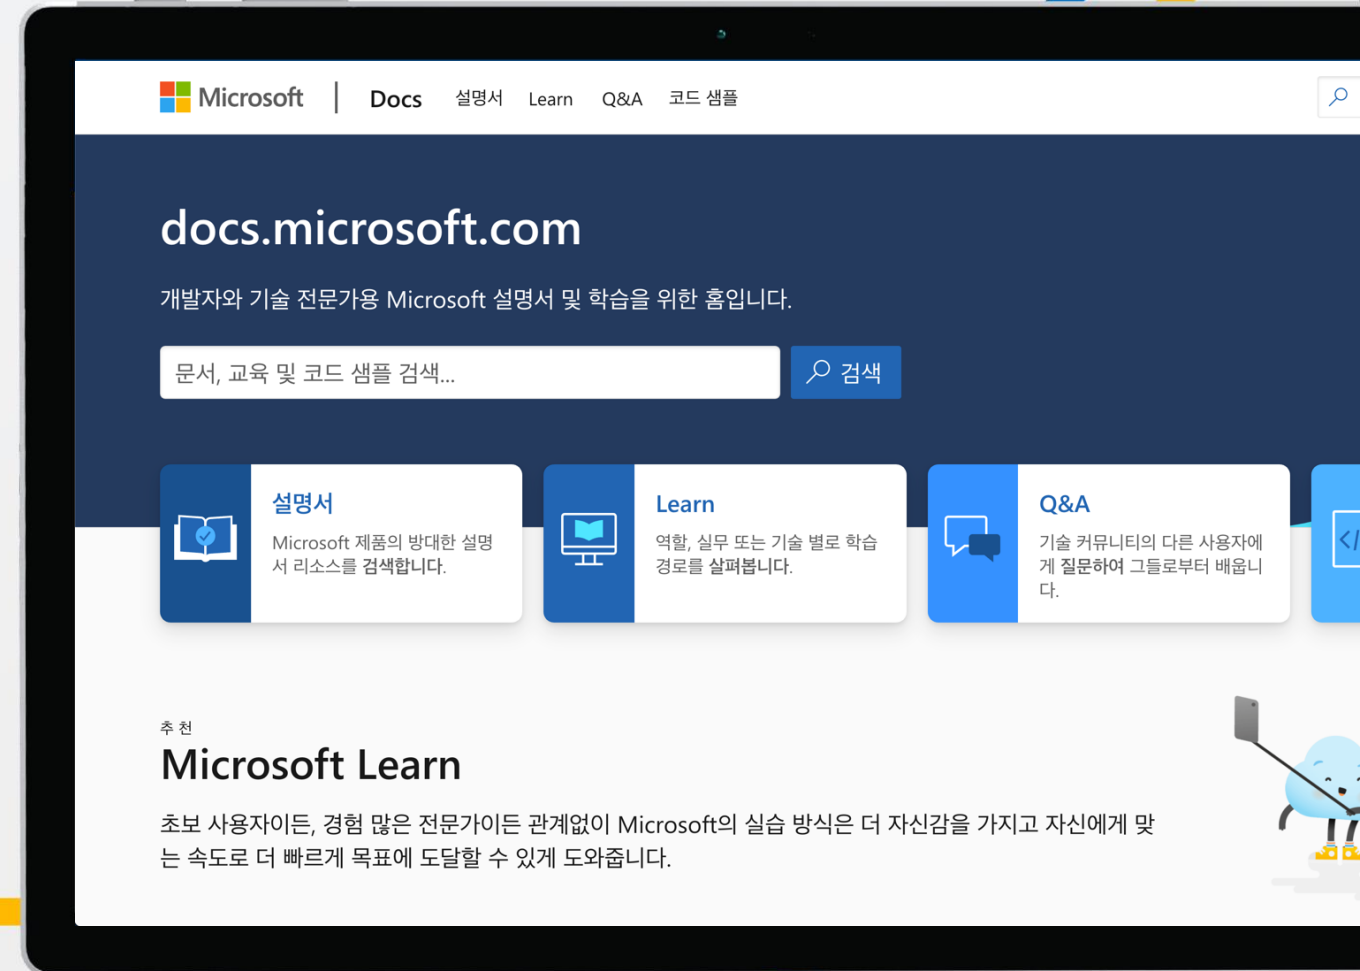 Microsoft | Docs 설명서 Learn Q&A 코드 샘플
docs.microsoft.com
개발자와 기술 전문가용 Microsoft 설명서 및 학습을 위한 홈입니다.
문서, 교육 및 코드 샘플 검색...
검색
설명서
Microsoft 제품의 방대한 설명
서 리소스를 검색합니다.
Learn
역할, 실무 또는 기술 별로 학습
경로를 살펴봅니다.
Q&A
기술 커뮤니티의 다른 사용자에
게 질문하여 그들로부터 배웁니
다.
추천
Microsoft Learn
초보 사용자이든, 경험 많은 전문가이든 관계없이 Microsoft의 실습 방식은 더 자신감을 가지고 자신에게 맞
는 속도로 더 빠르게 목표에 도달할 수 있게 도와줍니다.